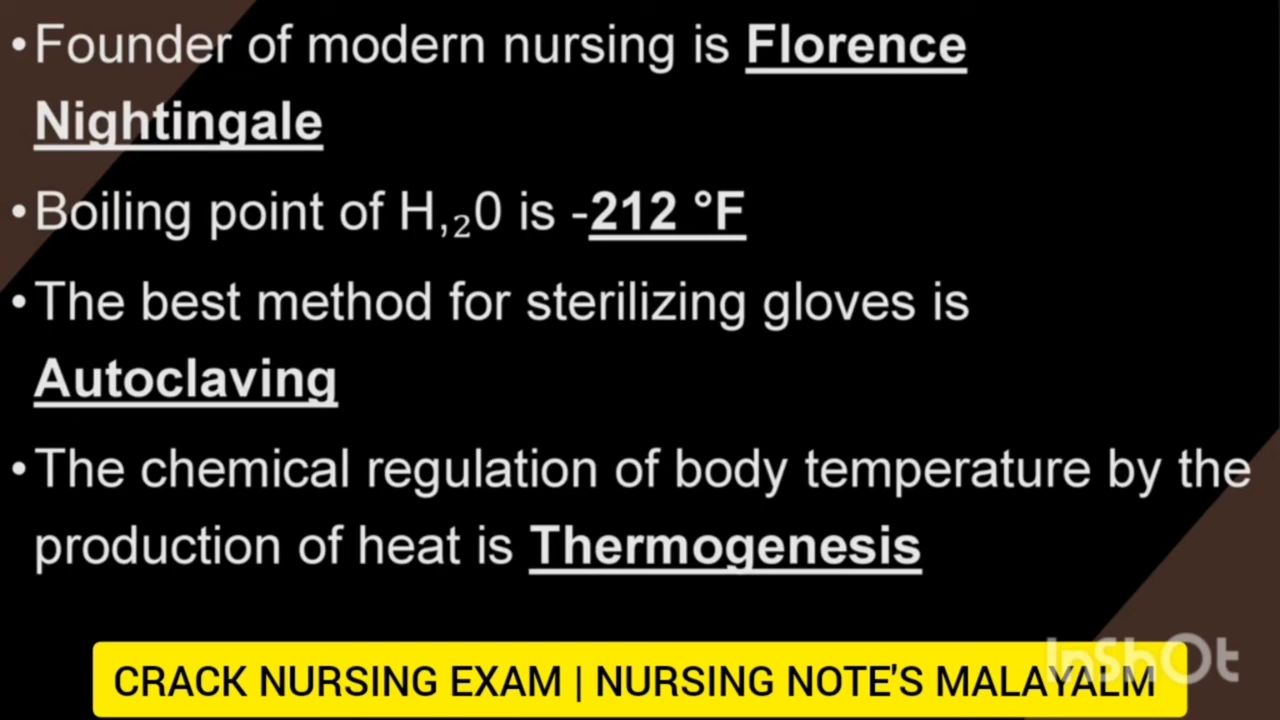 •Founder of modern nursing is Florence
Nightingale
•Boiling point of H,₂0 is -212 °F
•The best method for sterilizing gloves is
Autoclaving
•The chemical regulation of body temperature by the
production of heat is Thermogenesis
InShOt
CRACK NURSING EXAM | NURSING NOTE'S MALAYALM